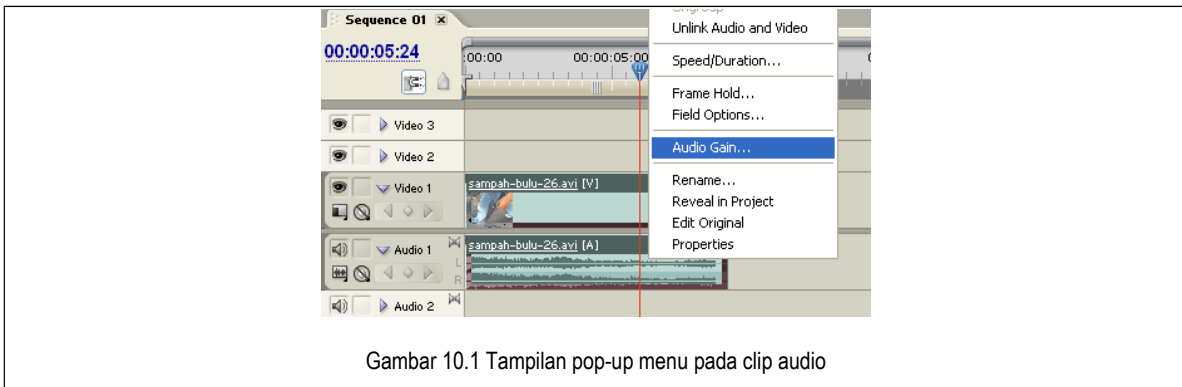 Sequence 01
Ungroup
Unlink Audio and Video
00:00:05:24
:00:00
00:00:05:00
0
Speed/Duration...
Frame Hold...
Field Options...
Video 3
Audio Gain...
Video 2
Video 1
sampah-bulu-26.avi [V]
Rename...
Reveal in Project
Edit Original
Properties
Audio 1
sampah-bulu-26.avi [A]
L
R
Audio 2
Gambar 10.1 Tampilan pop-up menu pada clip audio